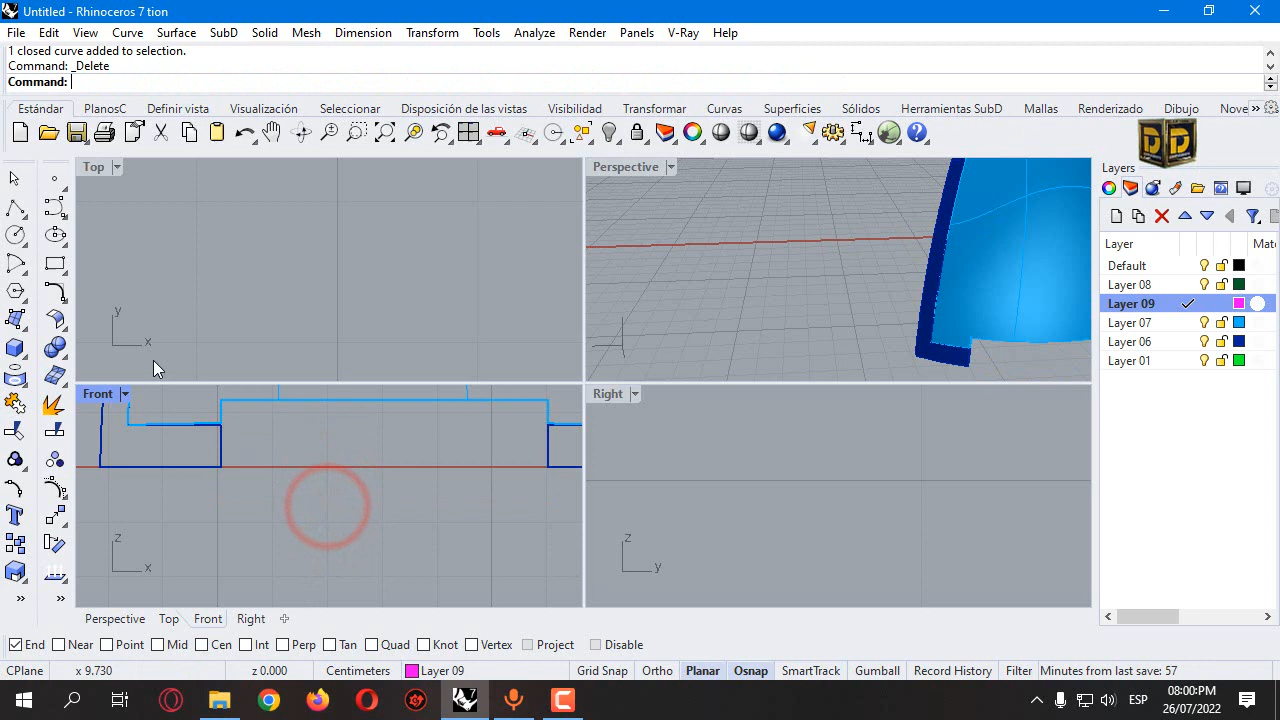 Untitled - Rhinoceros 7 tion
File Edit View Curve Surface SubD Solid Mesh Dimension Transform Tools Analyze Render Panels V-Ray Help
1 closed curve added to selection.
Command: _Delete
Command:
Estándar PlanosC Definir vista Visualización Seleccionar Disposición de las vistas Visibilidad Transformar Curvas Superficies Sólidos Herramientas SubD Mallas Renderizado Dibujo Nove
Top
Perspective
Layers
Layer Mate
Default
Layer 08
Layer 09
Layer 07
Layer 06
Layer 01
y
x
Front
Right
z
x
z
y
Perspective Top Front Right
End Near Point Mid Cen Int Perp Tan Quad Knot Vertex Project Disable
CPlane x 9.730 z 0.000 Centimeters Layer 09 Grid Snap Ortho Planar Osnap SmartTrack Gumball Record History Filter Minutes from last save: 57
ESP
08:00:PM
26/07/2022